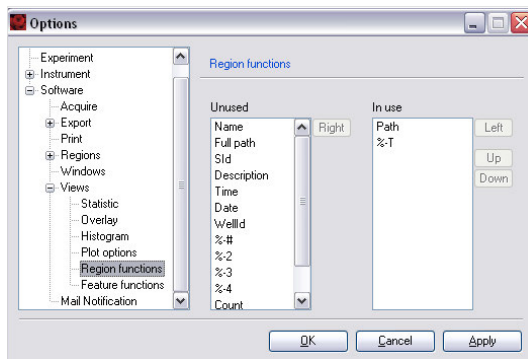 Options
Experiment
Instrument
Software
Acquire
Export
Print
Regions
Windows
Views
Statistic
Overlay
Histogram
Plot options
Region functions
Feature functions
Mail Notification
Region functions
Unused
Name
Full path
SId
Description
Time
Date
WellId
%-#
%-2
%-3
%-4
Count
Right
In use
Path
%-T
Left
Up
Down
OK
Cancel
Apply